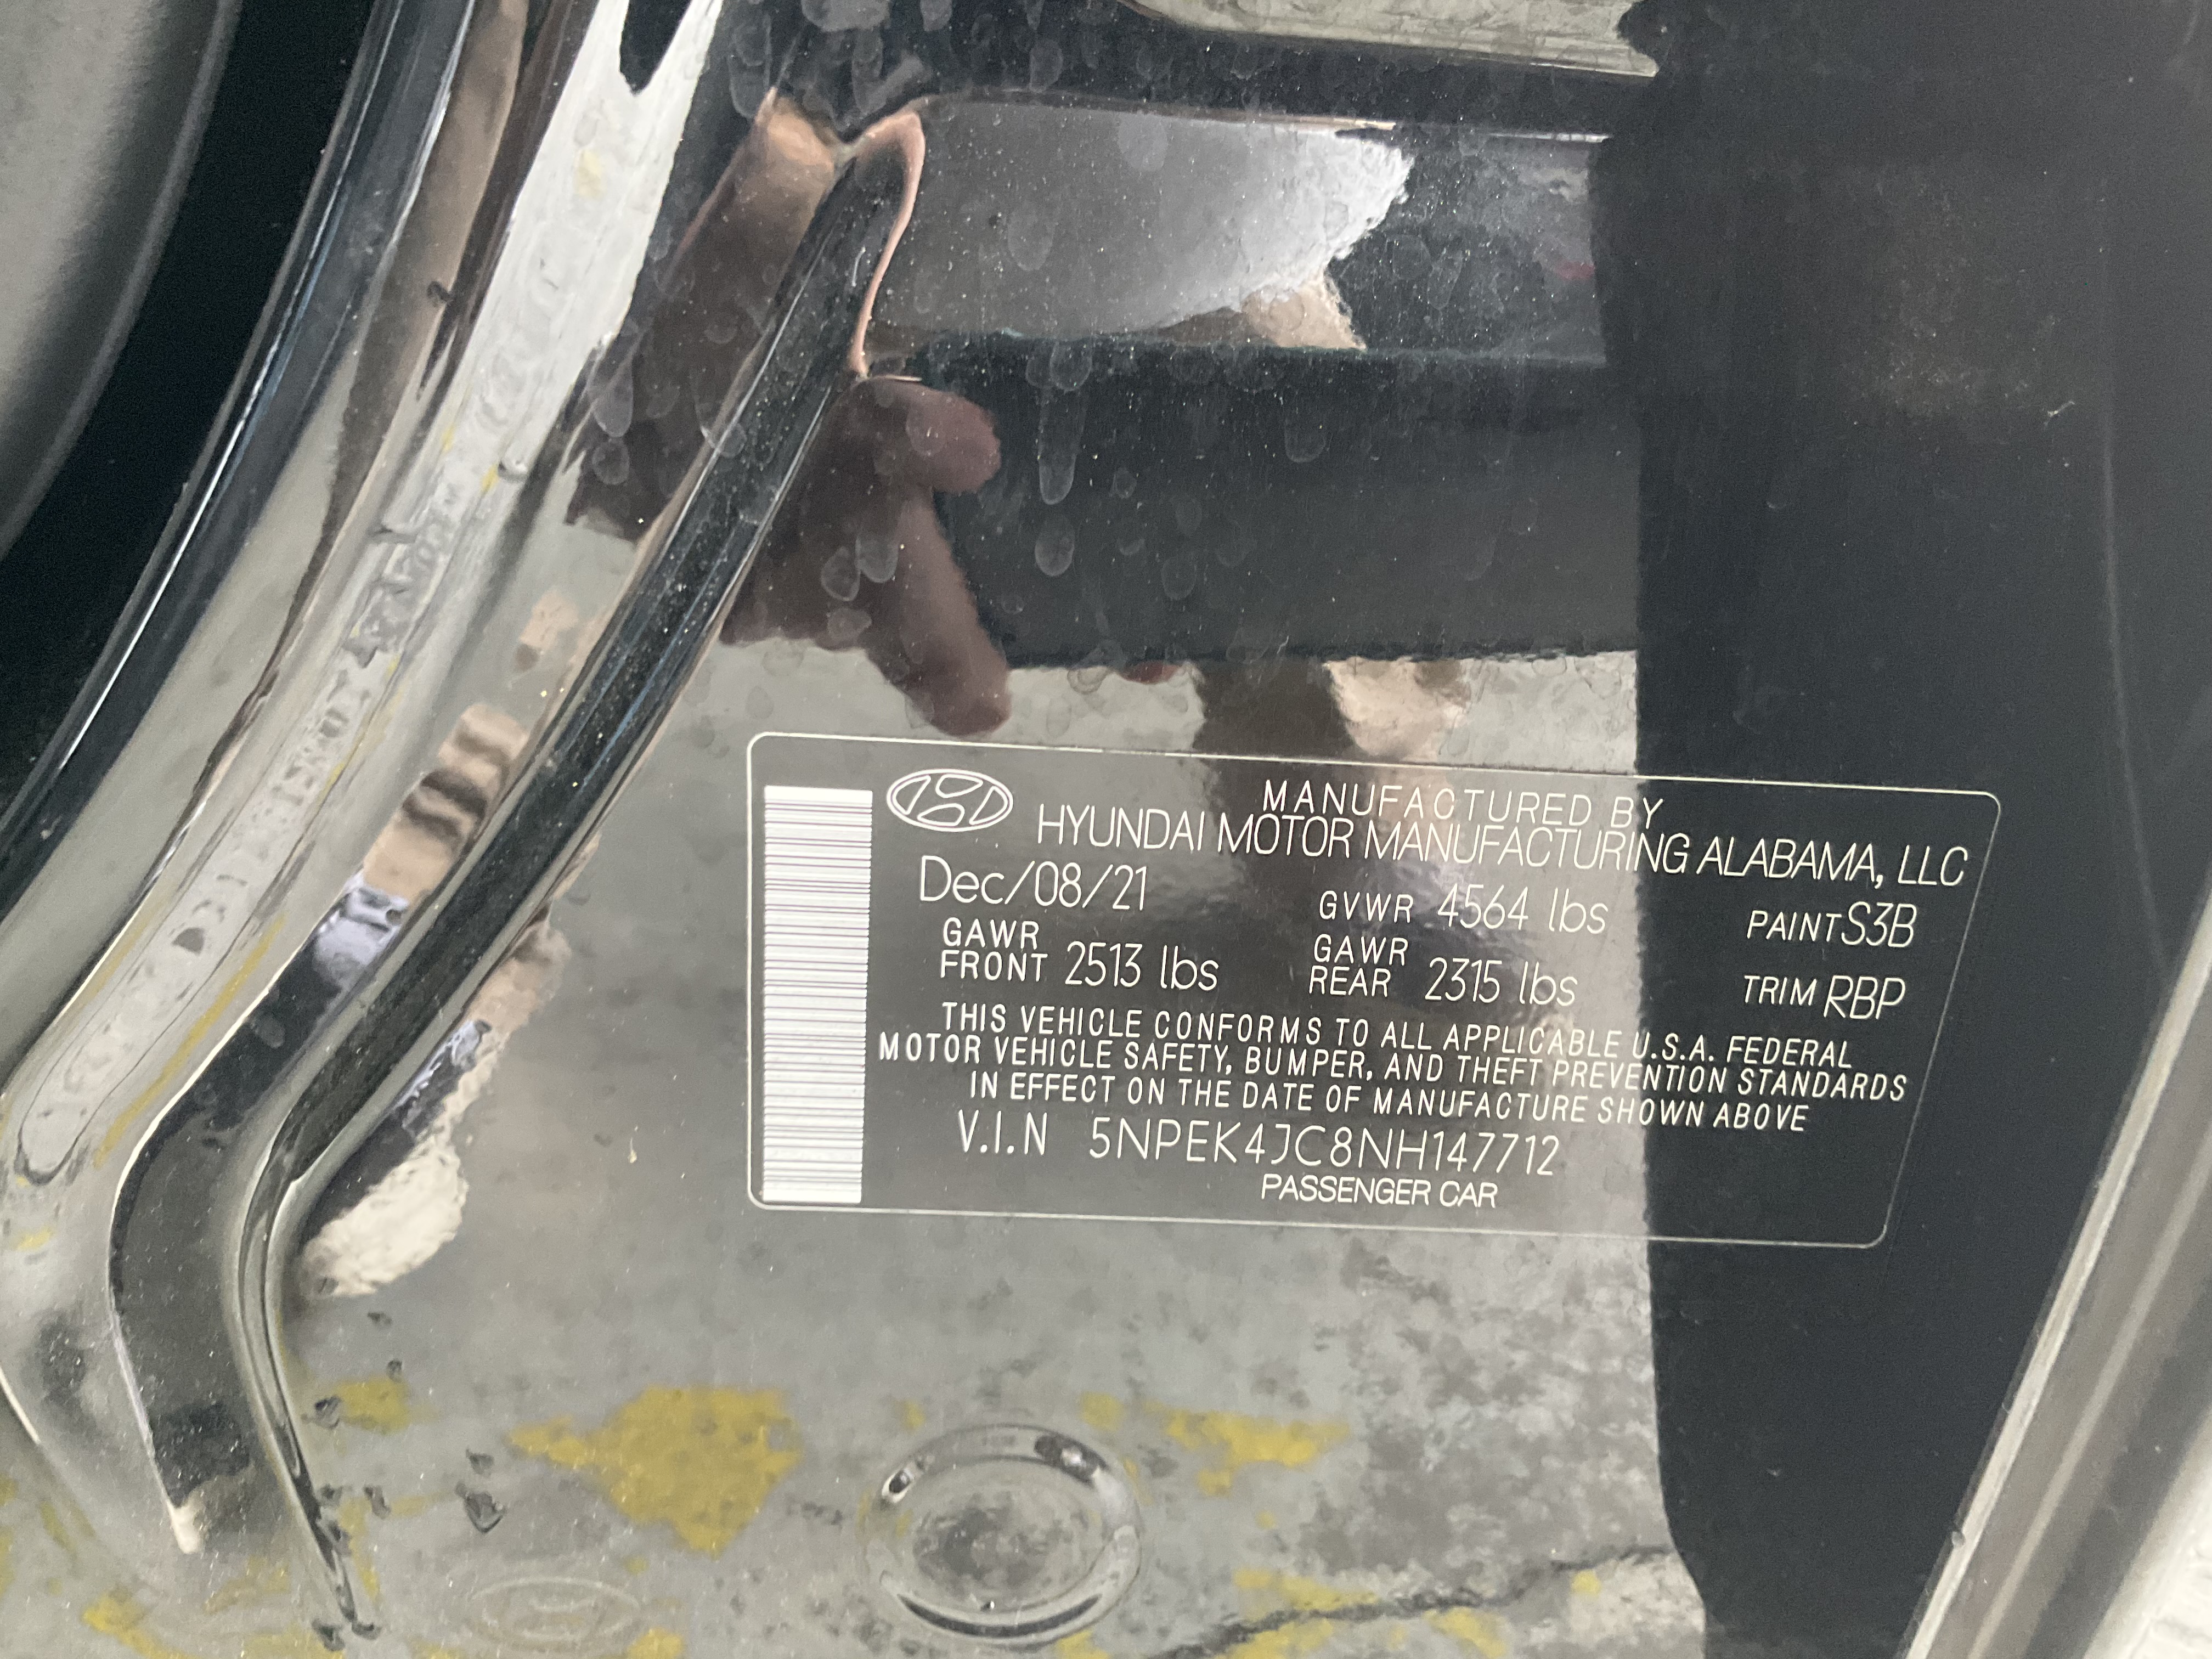 MANUFACTURED BY
HYUNDAI MOTOR MANUFACTURING ALABAMA, LLC
Dec/08/21 GVWR 4564 lbs PAINT S3B
GAWR FRONT 2513 lbs GAWR REAR 2315 lbs TRIM RBP
THIS VEHICLE CONFORMS TO ALL APPLICABLE U.S.A. FEDERAL
MOTOR VEHICLE SAFETY, BUMPER, AND THEFT PREVENTION STANDARDS
IN EFFECT ON THE DATE OF MANUFACTURE SHOWN ABOVE
V.I.N 5NPEK4JC8NH147712
PASSENGER CAR